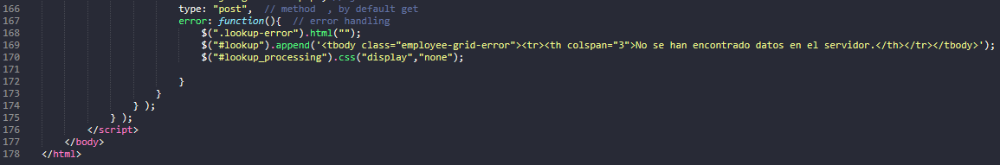 166 type: "post",  // method  , by default get
167 error: function(){  // error handling
168 $(".lookup-error").html("");
169 $("#lookup").append('<tbody class="employee-grid-error"><tr><th colspan="3">No se han encontrado datos en el servidor.</th></tr></tbody>');
170 $("#lookup_processing").css("display","none");
171
172 }
173 }
174 } );
175 } );
176 </script>
177 </body>
178 </html>